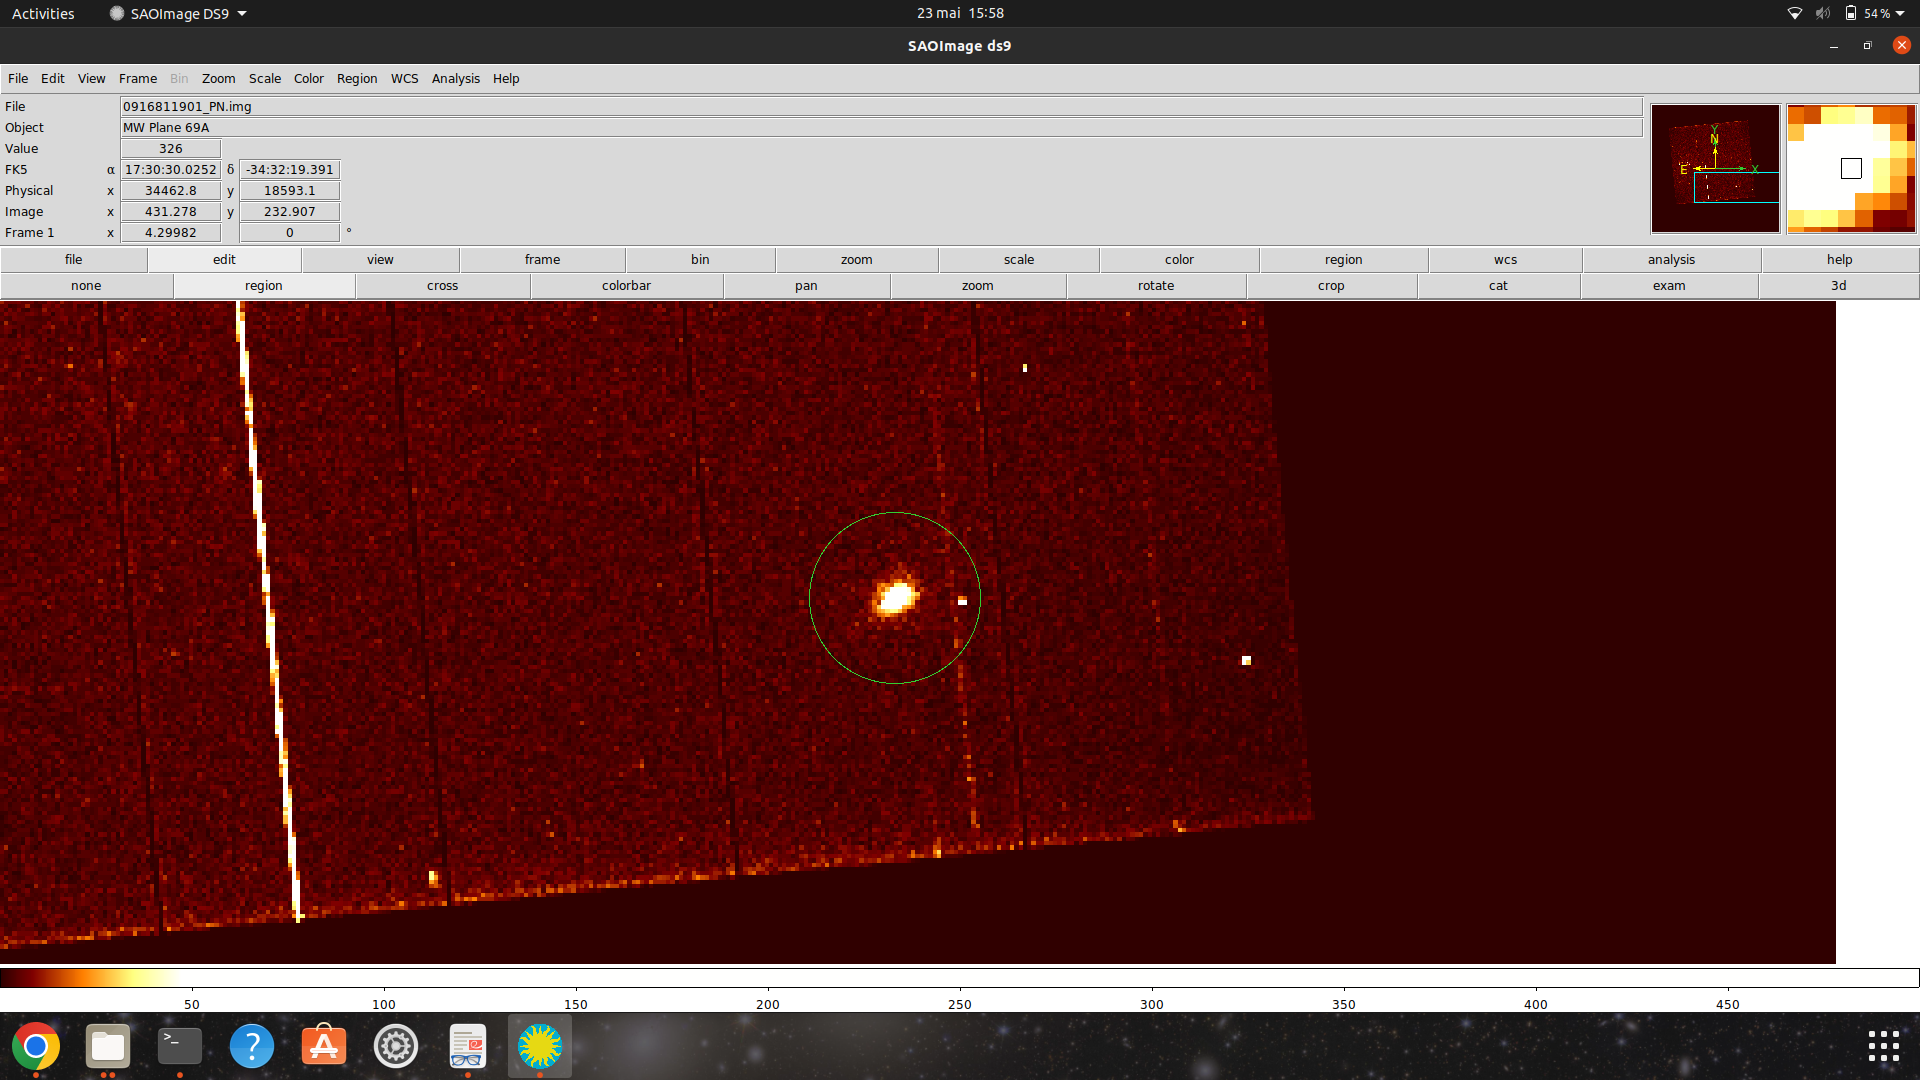 Activities SAOImage DS9 23 mai 15:58 54 %
SAOImage ds9
File Edit View Frame Bin Zoom Scale Color Region WCS Analysis Help
File 0916811901_PN.img
Object MW Plane 69A
Value 326
FK5 α 17:30:30.0252 δ -34:32:19.391
Physical x 34462.8 y 18593.1
Image x 431.278 y 232.907
Frame 1 x 4.29982 0 °
Y
N
E X
file edit view frame bin zoom scale color region wcs analysis help
none region cross colorbar pan zoom rotate crop cat exam 3d
50 100 150 200 250 300 350 400 450
>_ ? A